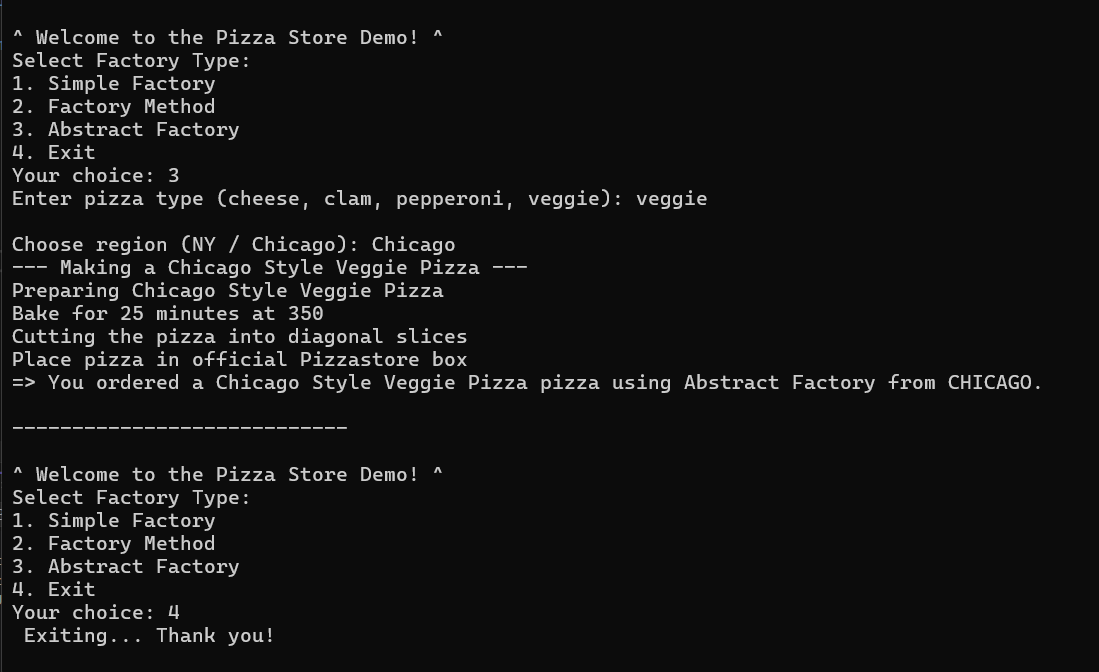 ^ Welcome to the Pizza Store Demo! ^
Select Factory Type:
1. Simple Factory
2. Factory Method
3. Abstract Factory
4. Exit
Your choice: 3
Enter pizza type (cheese, clam, pepperoni, veggie): veggie
Choose region (NY / Chicago): Chicago
--- Making a Chicago Style Veggie Pizza ---
Preparing Chicago Style Veggie Pizza
Bake for 25 minutes at 350
Cutting the pizza into diagonal slices
Place pizza in official Pizzastore box
=> You ordered a Chicago Style Veggie Pizza pizza using Abstract Factory from CHICAGO.
----------------------------
^ Welcome to the Pizza Store Demo! ^
Select Factory Type:
1. Simple Factory
2. Factory Method
3. Abstract Factory
4. Exit
Your choice: 4
Exiting... Thank you!